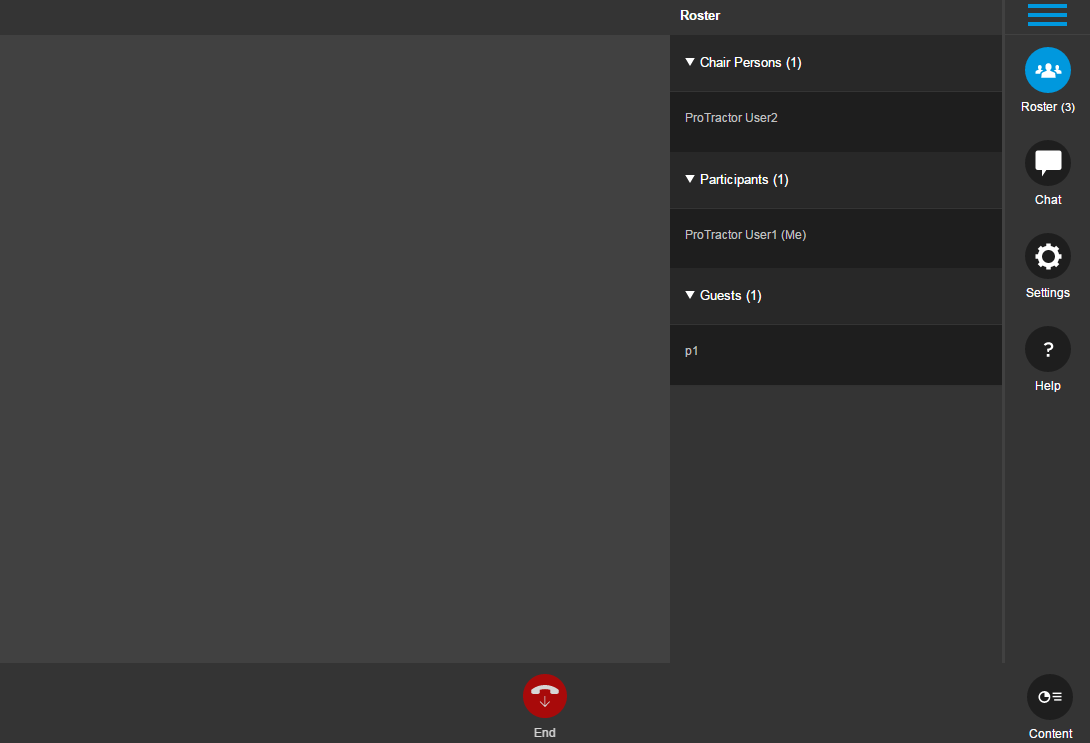 Roster
Chair Persons (1)
ProTractor User2
Participants (1)
ProTractor User1 (Me)
Guests (1)
p1
Roster (3)
Chat
Settings
?
Help
End
Content